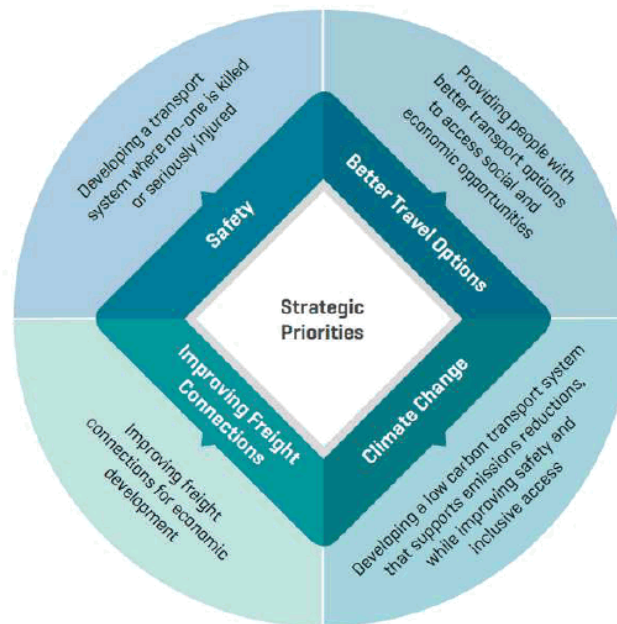 Developing a transport
system where no-one is killed
or seriously injured
Safety
Providing people with
better transport options
to access social and
economic opportunities
Better Travel Options
Strategic
Priorities
Improving Freight
Connections
Improving freight
connections for economic
development
Climate Change
Developing a low carbon transport system
that supports emissions reductions,
while improving safety and
inclusive access